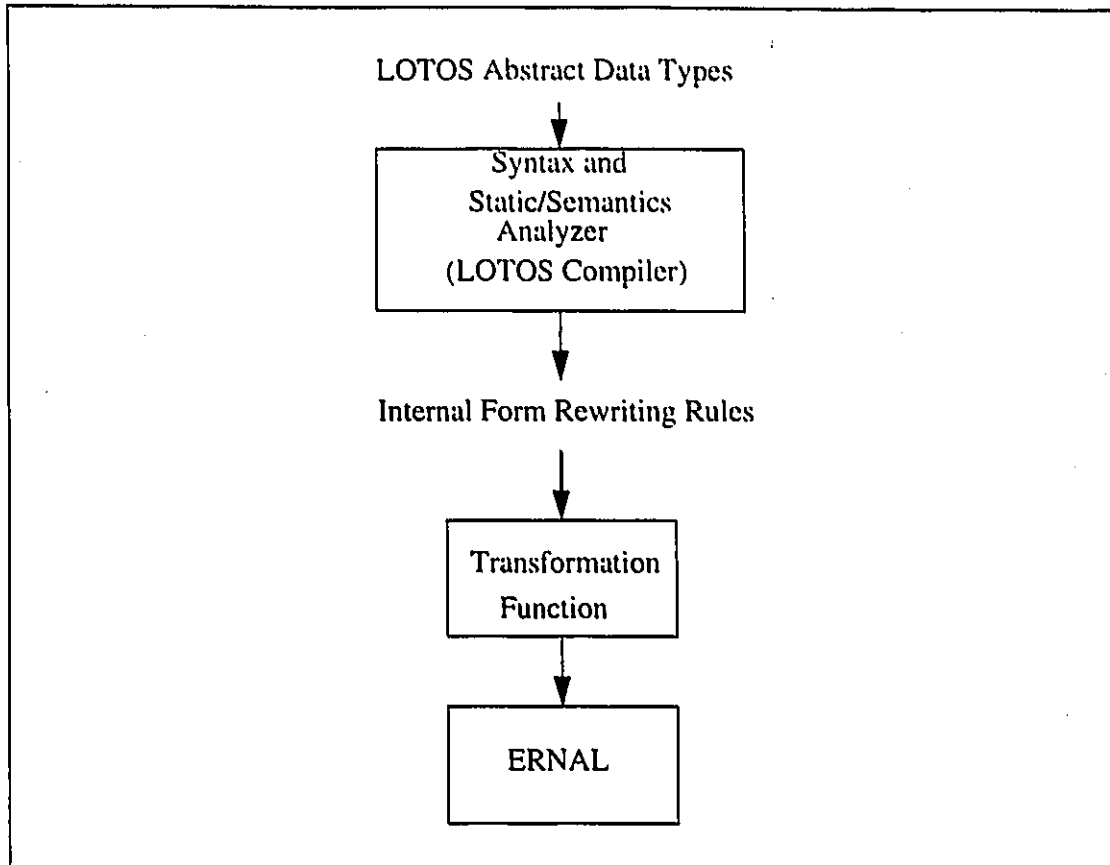 LOTOS Abstract Data Types
Syntax and
Static/Semantics
Analyzer
(LOTOS Compiler)
Internal Form Rewriting Rules
Transformation
Function
ERNAL